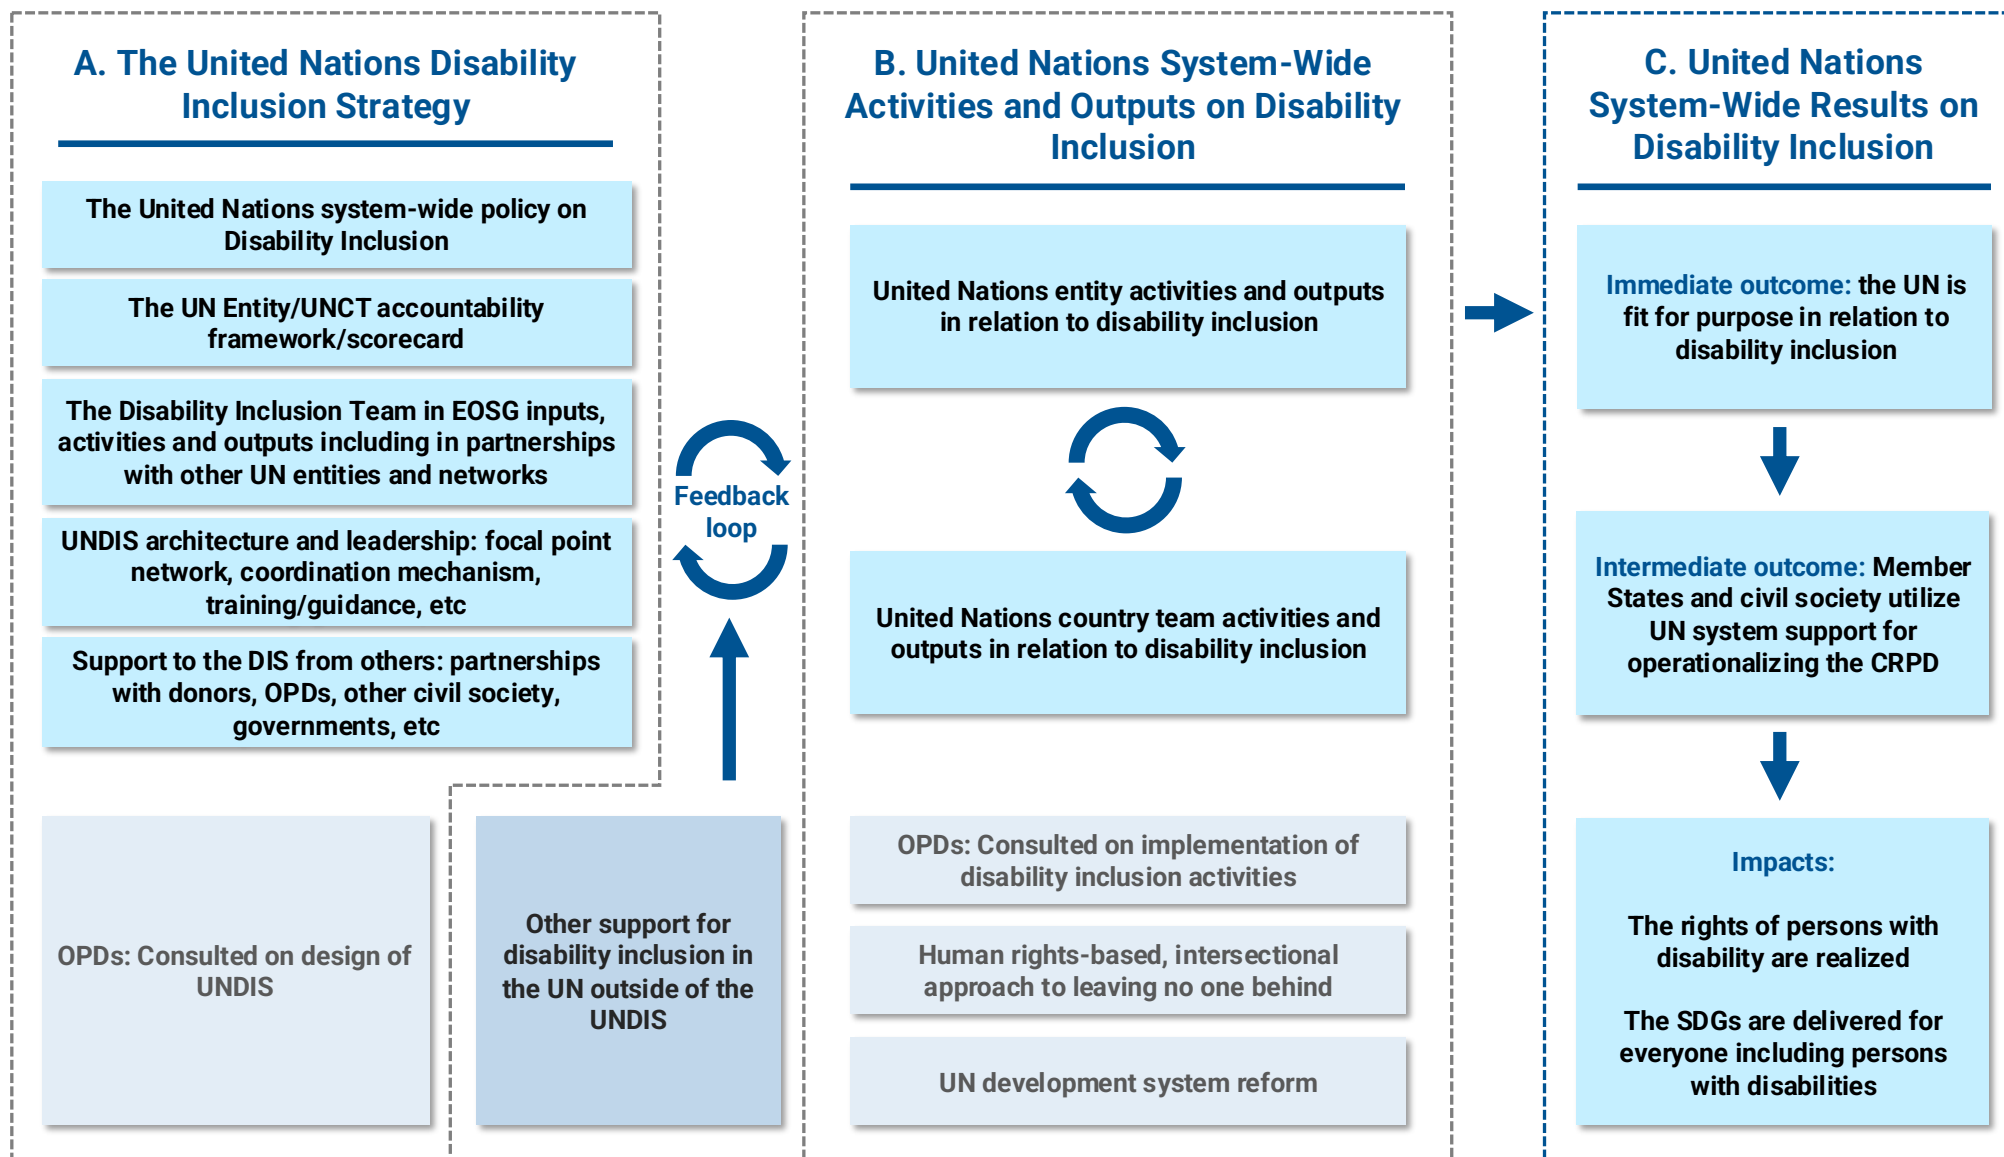 A. The United Nations Disability
Inclusion Strategy
The United Nations system-wide policy on
Disability Inclusion
The UN Entity/UNCT accountability
framework/scorecard
The Disability Inclusion Team in EOSG inputs,
activities and outputs including in partnerships
with other UN entities and networks
UNDIS architecture and leadership: focal point
network, coordination mechanism,
training/guidance, etc
Support to the DIS from others: partnerships
with donors, OPDs, other civil society,
governments, etc
OPDs: Consulted on design of
UNDIS
Other support for
disability inclusion in
the UN outside of the
UNDIS
Feedback
loop
B. United Nations System-Wide
Activities and Outputs on Disability
Inclusion
United Nations entity activities and outputs
in relation to disability inclusion
United Nations country team activities and
outputs in relation to disability inclusion
OPDs: Consulted on implementation of
disability inclusion activities
Human rights-based, intersectional
approach to leaving no one behind
UN development system reform
C. United Nations
System-Wide Results on
Disability Inclusion
Immediate outcome: the UN is
fit for purpose in relation to
disability inclusion
Intermediate outcome: Member
States and civil society utilize
UN system support for
operationalizing the CRPD
Impacts:
The rights of persons with
disability are realized
The SDGs are delivered for
everyone including persons
with disabilities